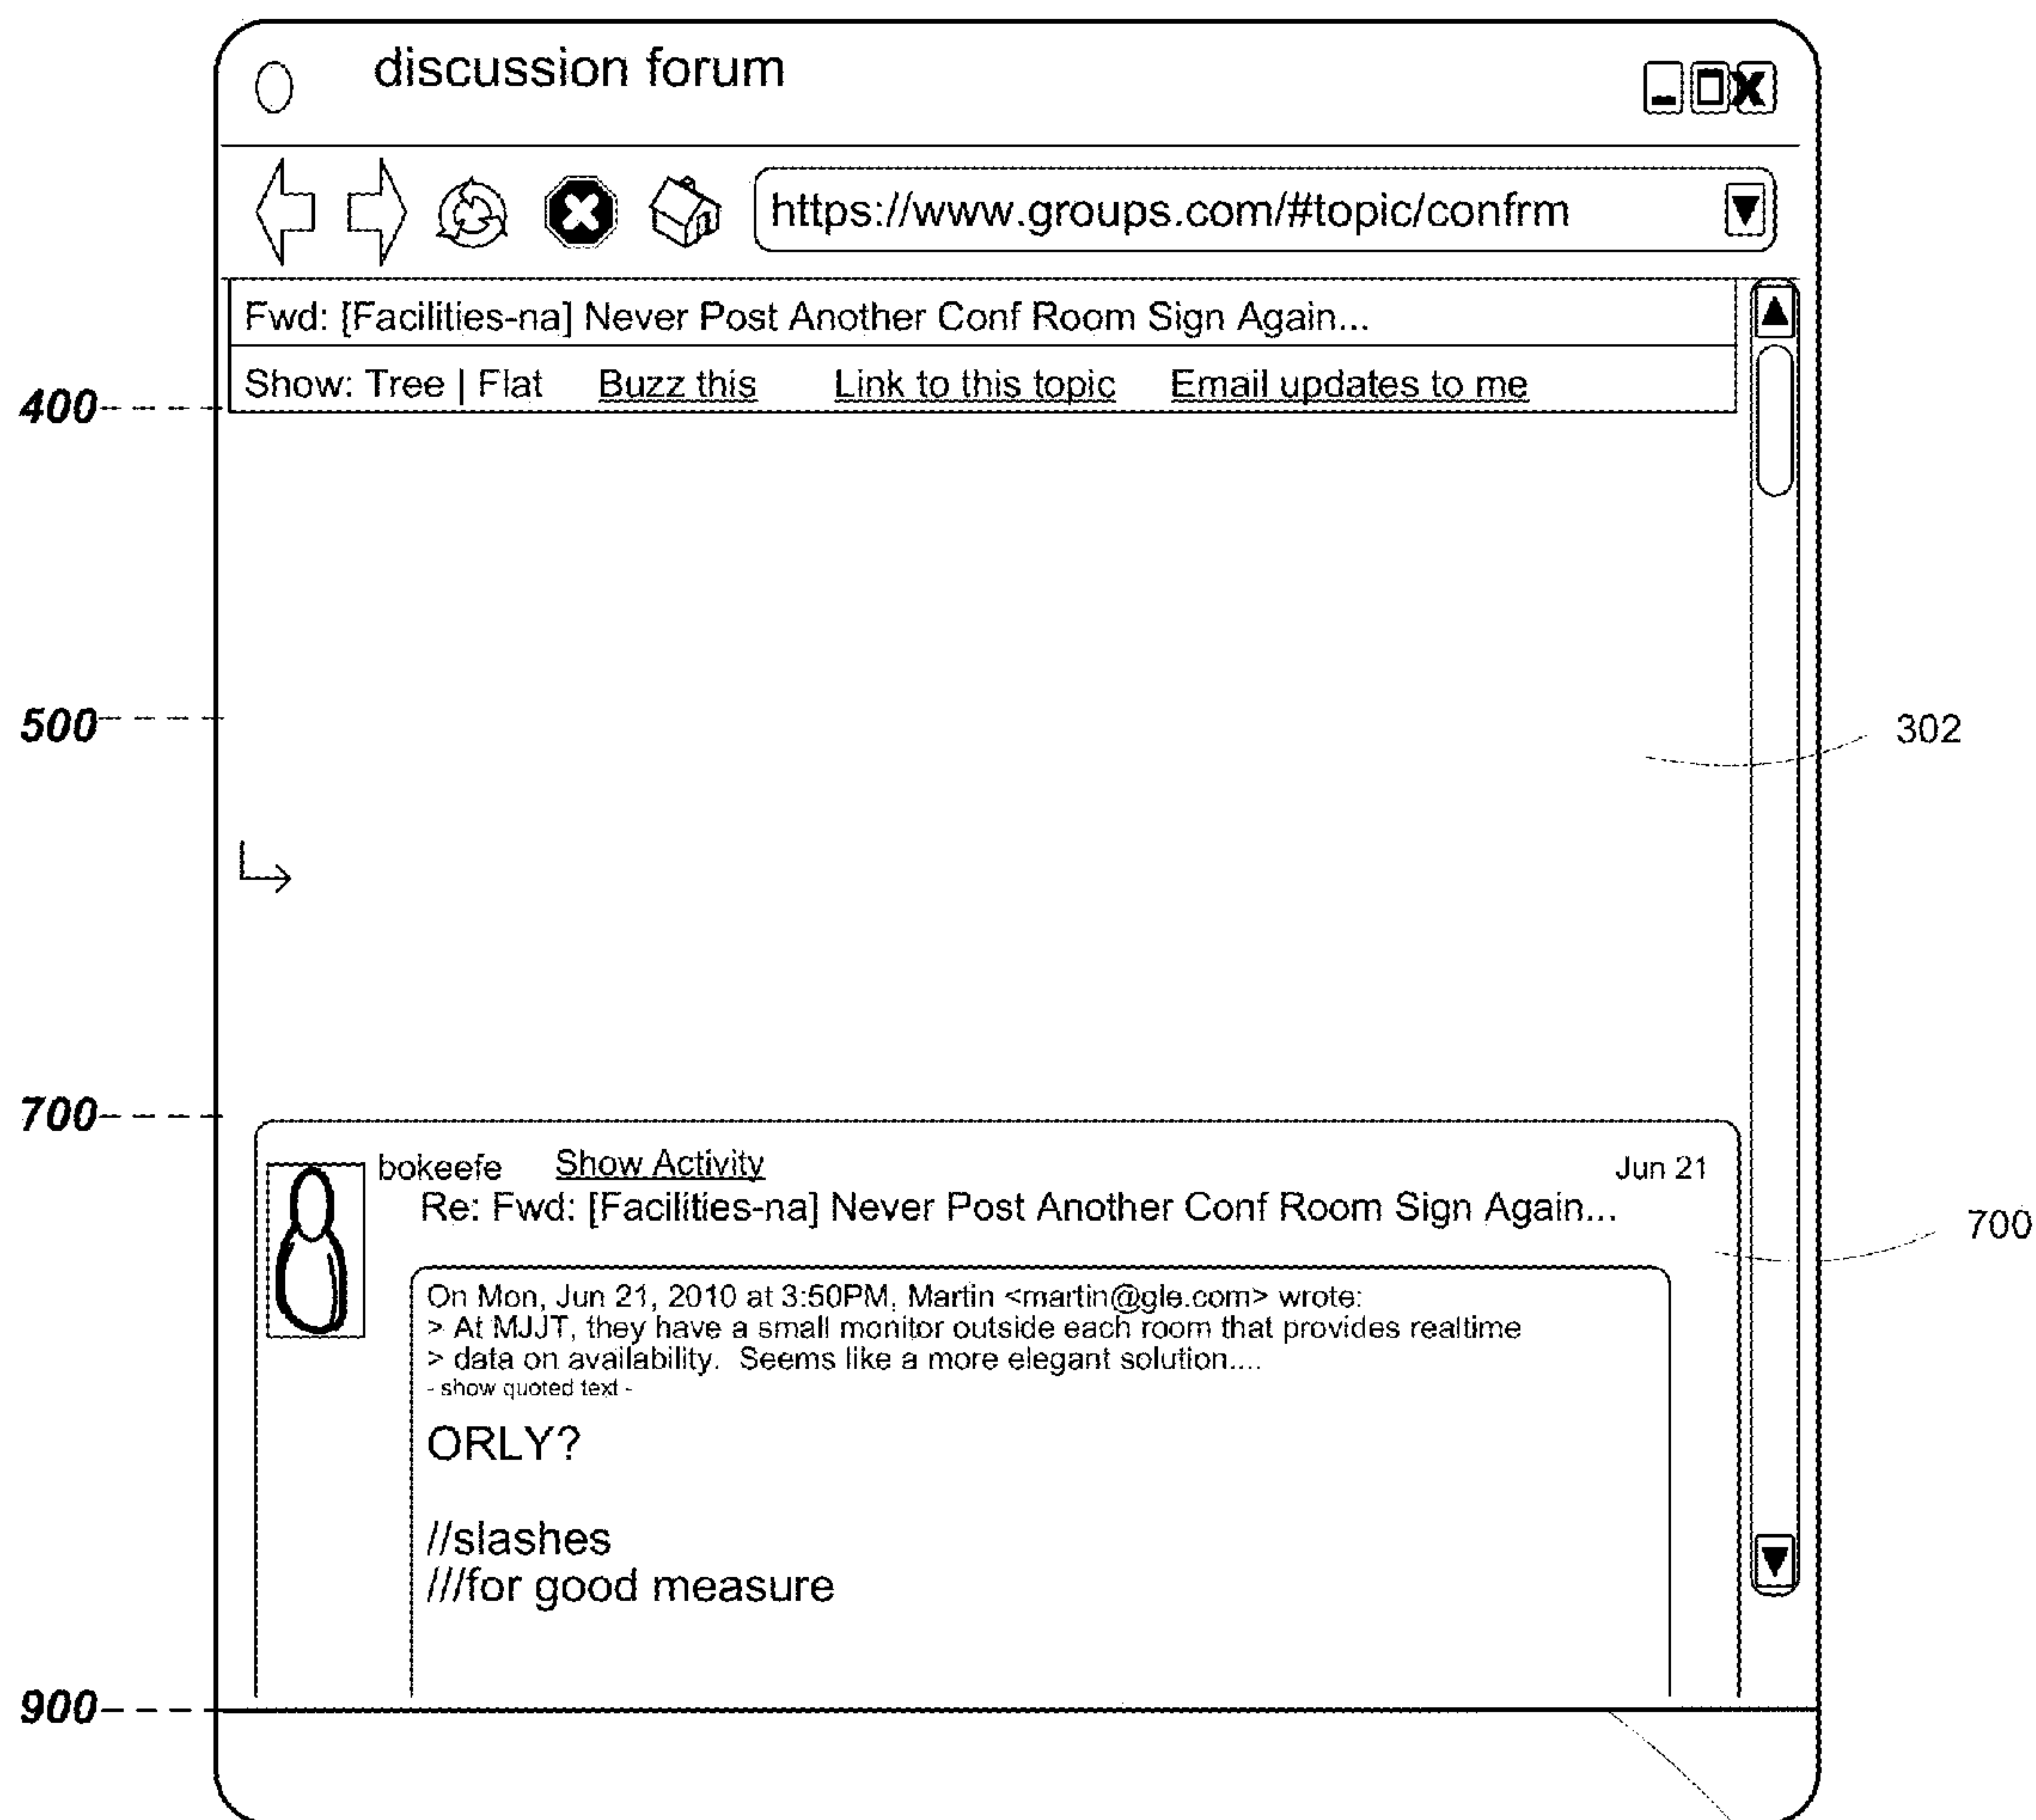 discussion forum
https://www.groups.com/#topic/confrm
Fwd: [Facilities-na] Never Post Another Conf Room Sign Again...
Show: Tree | Flat Buzz this Link to this topic Email updates to me
400
500
302
700
bokeefe Show Activity Jun 21
Re: Fwd: [Facilities-na] Never Post Another Conf Room Sign Again...
700
On Mon, Jun 21, 2010 at 3:50PM, Martin <martin@gle.com> wrote:
> At MJJT, they have a small monitor outside each room that provides realtime
> data on availability. Seems like a more elegant solution....
- show quoted text -
ORLY?
//slashes
///for good measure
900